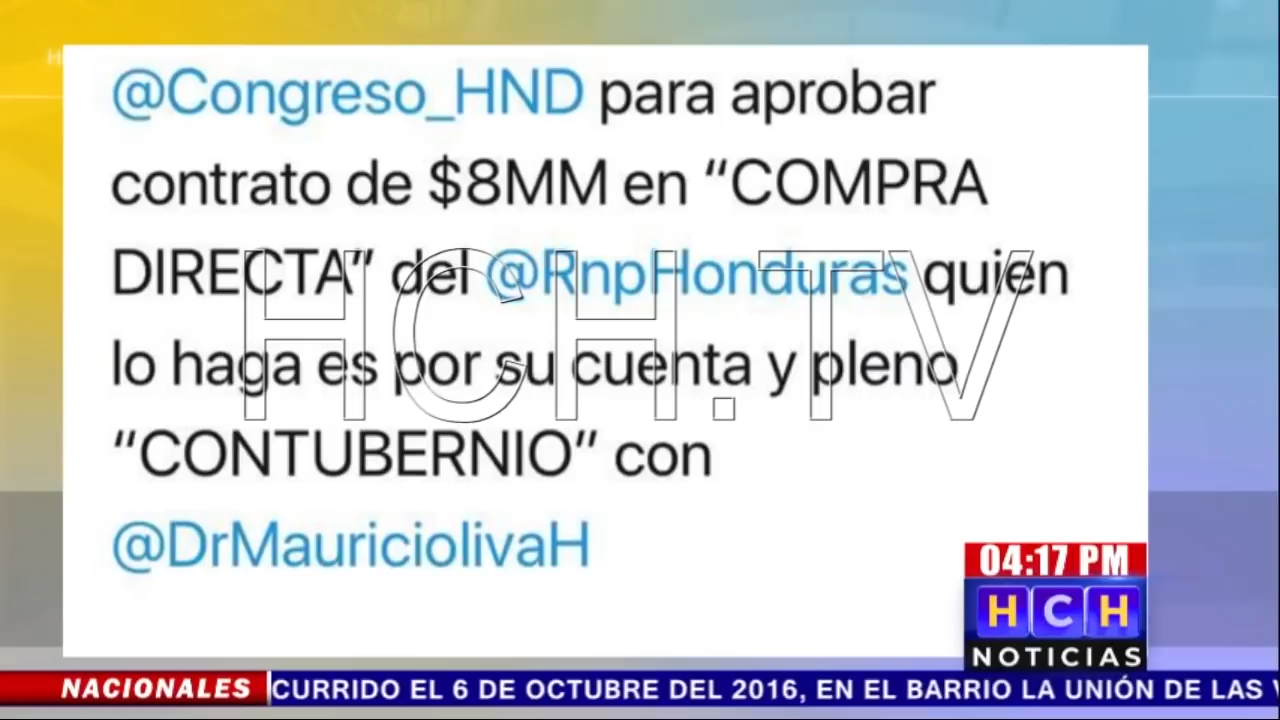 @Congreso_HND para aprobar
contrato de $8MM en “COMPRA
DIRECTA” del @RnpHonduras quien
lo haga es por su cuenta y pleno
“CONTUBERNIO” con
@DrMauriciolivaH
HCH.TV
04:17 PM
HCH
NOTICIAS
NACIONALES
CURRIDO EL 6 DE OCTUBRE DEL 2016, EN EL BARRIO LA UNIÓN DE LAS